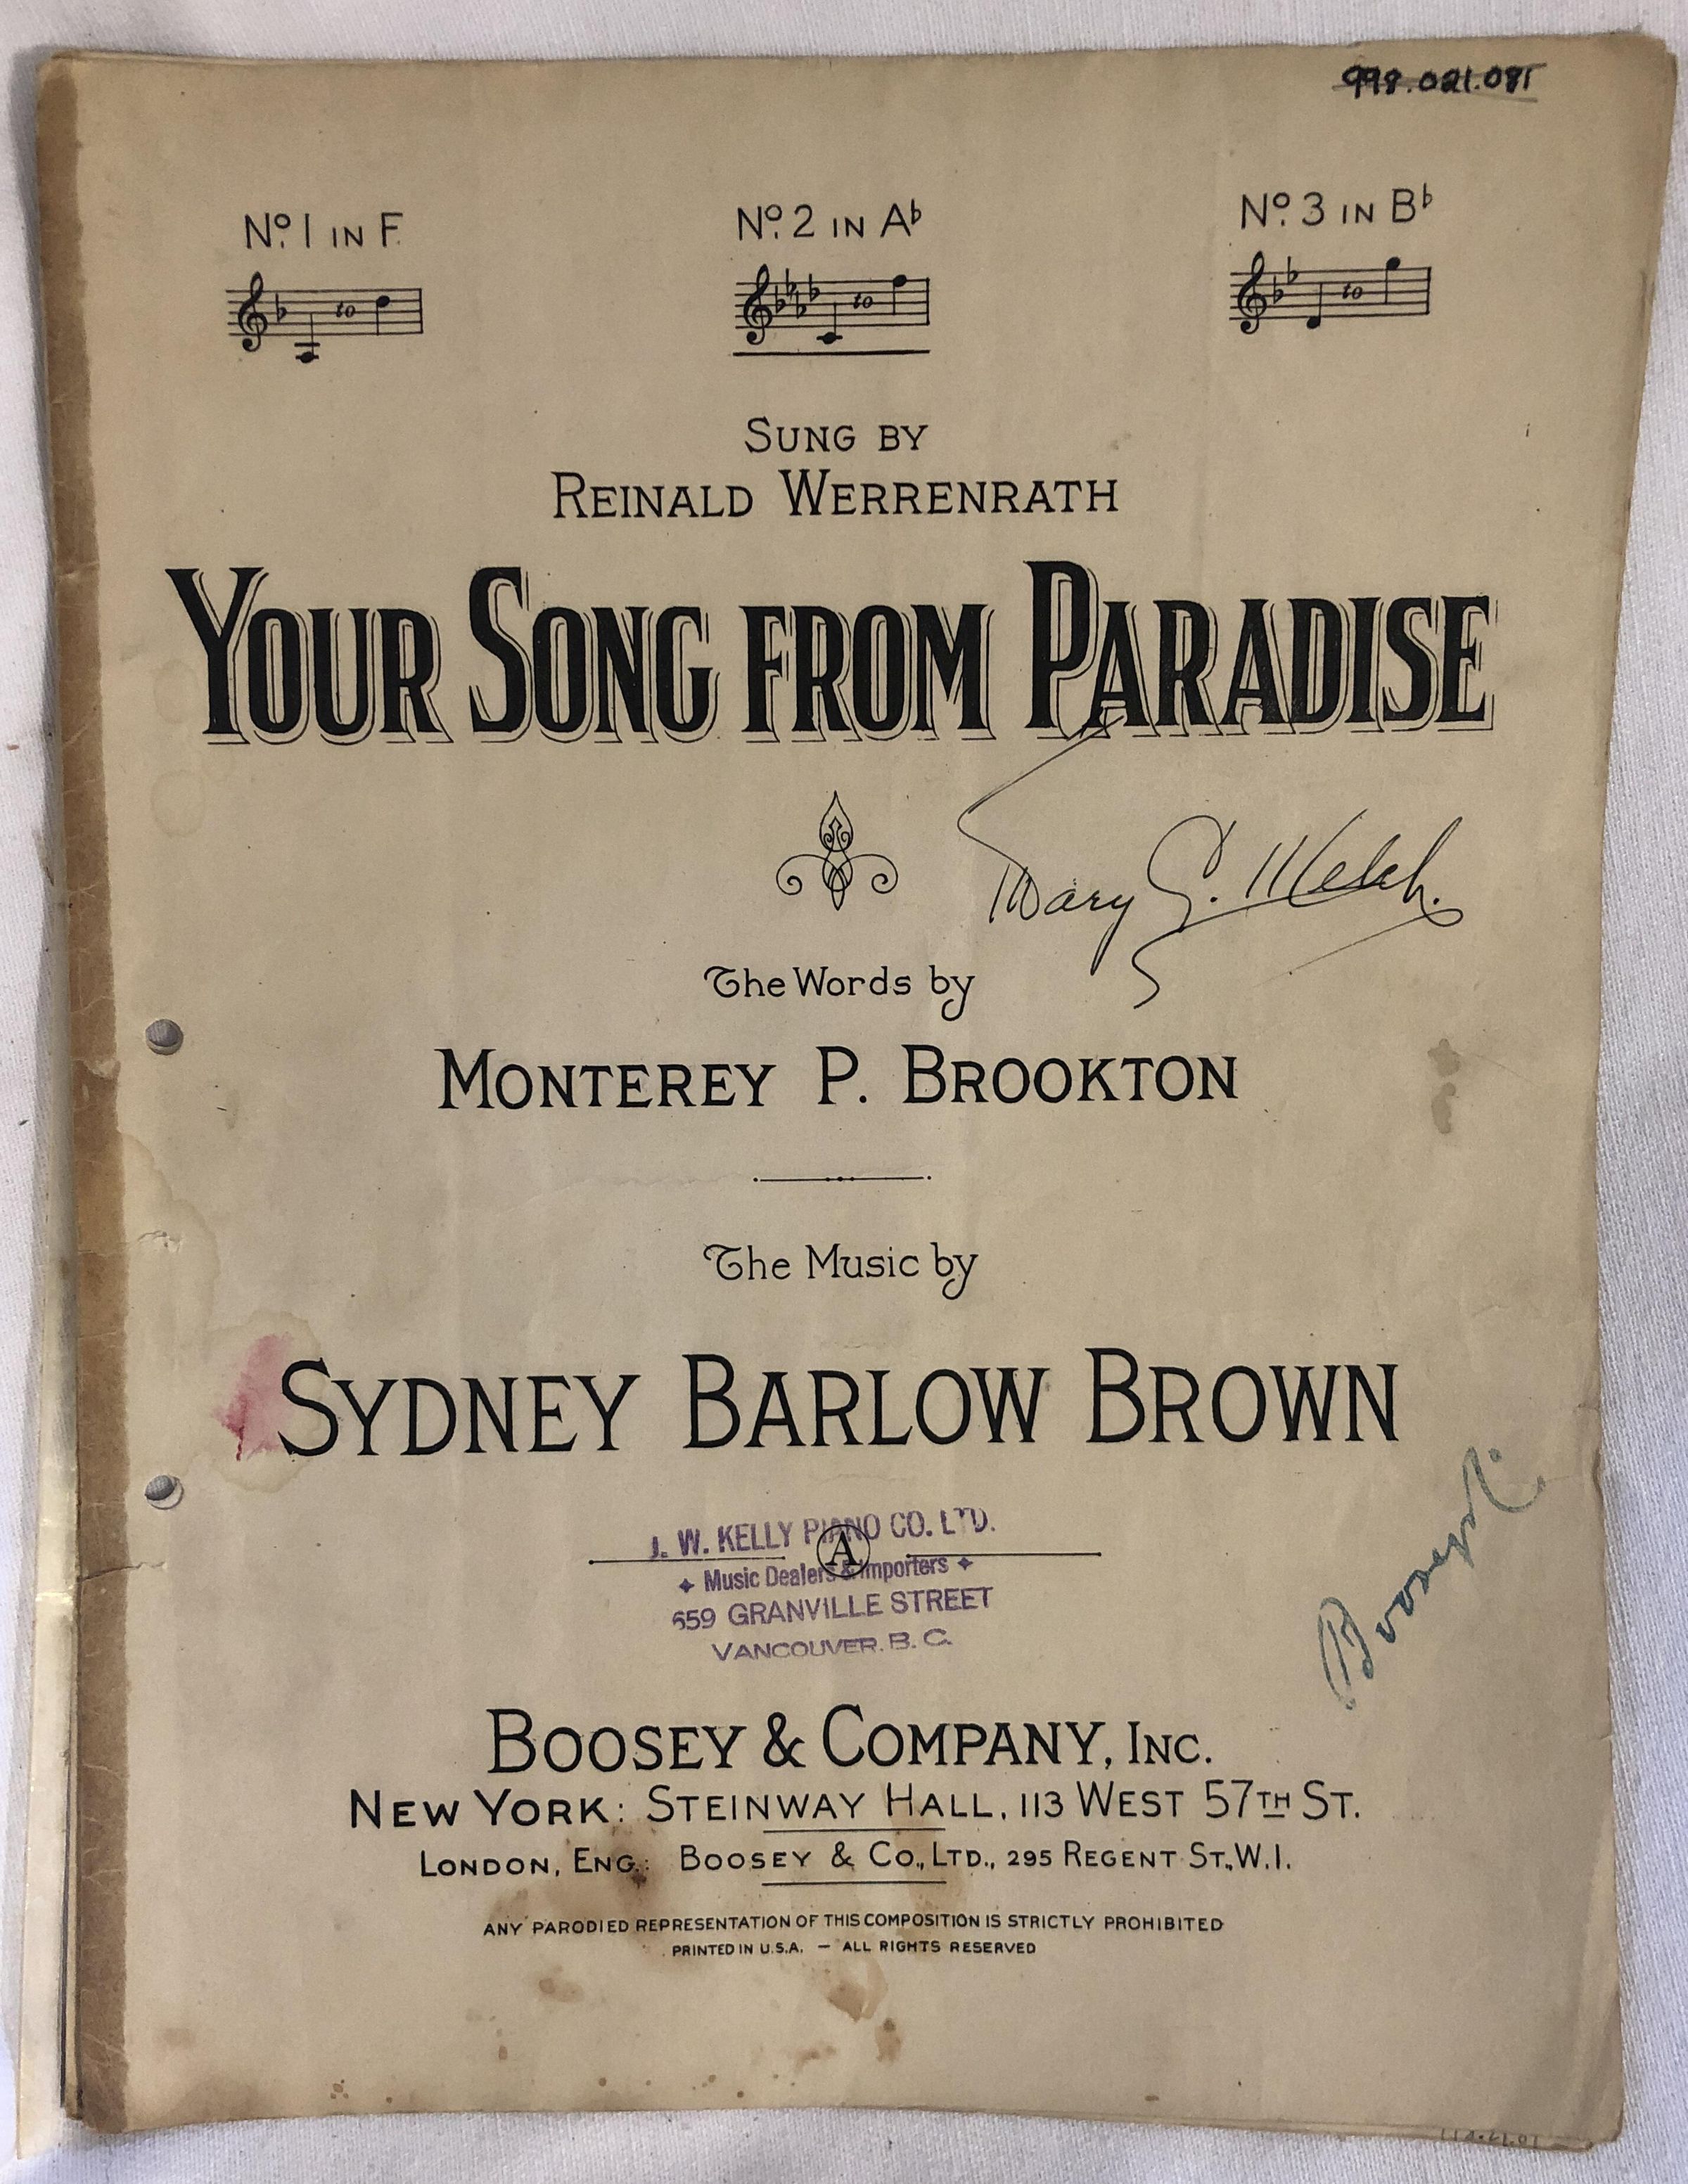 998.021.081
No. 1 IN F.
No. 2 IN A♭
No. 3 IN B♭
to
to
to
SUNG BY
REINALD WERRENRATH
YOUR SONG FROM PARADISE
Mary G. Welch.
The Words by
MONTEREY P. BROOKTON
The Music by
SYDNEY BARLOW BROWN
J. W. KELLY PIANO CO. LTD.
A
Music Dealers & Importers
659 GRANVILLE STREET
VANCOUVER. B. C.
BOOSEY & COMPANY, INC.
NEW YORK: STEINWAY HALL, 113 WEST 57TH ST.
LONDON, ENG.: BOOSEY & CO., LTD., 295 REGENT ST., W.1.
ANY PARODIED REPRESENTATION OF THIS COMPOSITION IS STRICTLY PROHIBITED
PRINTED IN U.S.A. — ALL RIGHTS RESERVED